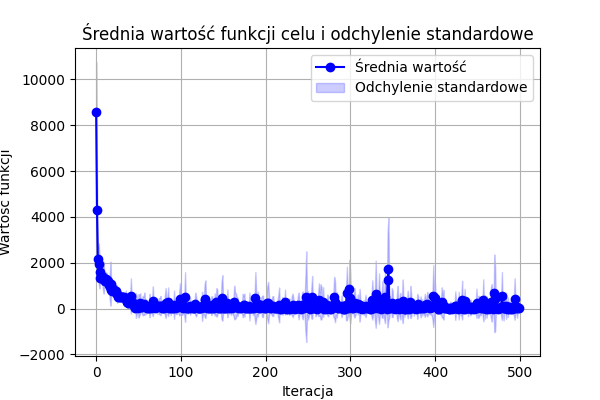 Średnia wartość funkcji celu i odchylenie standardowe
Średnia wartość
Odchylenie standardowe
Wartość funkcji
10000
8000
6000
4000
2000
0
−2000
0 100 200 300 400 500
Iteracja